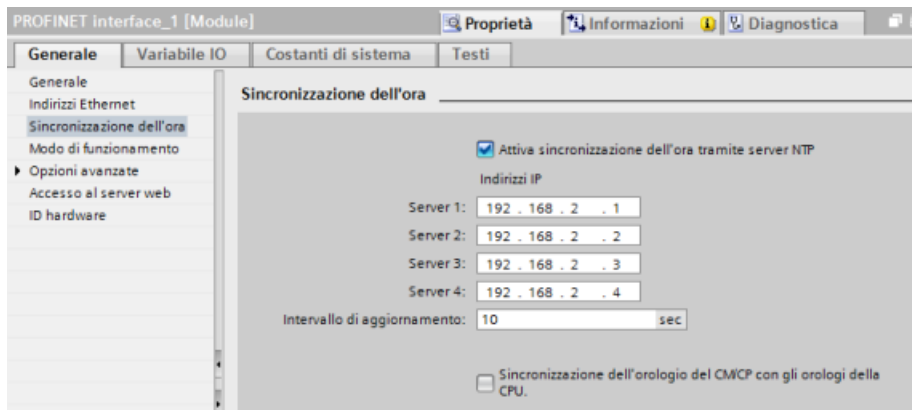 PROFINET interface_1 [Module]
Proprietà
Informazioni
Diagnostica
Generale
Variabile IO
Costanti di sistema
Testi
Generale
Indirizzi Ethernet
Sincronizzazione dell'ora
Modo di funzionamento
Opzioni avanzate
Accesso al server web
ID hardware
Sincronizzazione dell'ora
Attiva sincronizzazione dell'ora tramite server NTP
Indirizzi IP
Server 1: 192 . 168 . 2 . 1
Server 2: 192 . 168 . 2 . 2
Server 3: 192 . 168 . 2 . 3
Server 4: 192 . 168 . 2 . 4
Intervallo di aggiornamento: 10 sec
Sincronizzazione dell'orologio del CM/CP con gli orologi della
CPU.